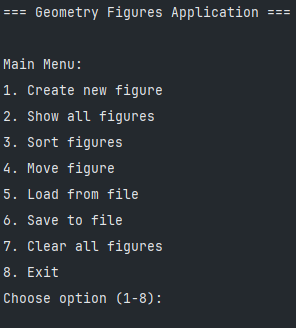 === Geometry Figures Application ===
Main Menu:
1. Create new figure
2. Show all figures
3. Sort figures
4. Move figure
5. Load from file
6. Save to file
7. Clear all figures
8. Exit
Choose option (1-8):